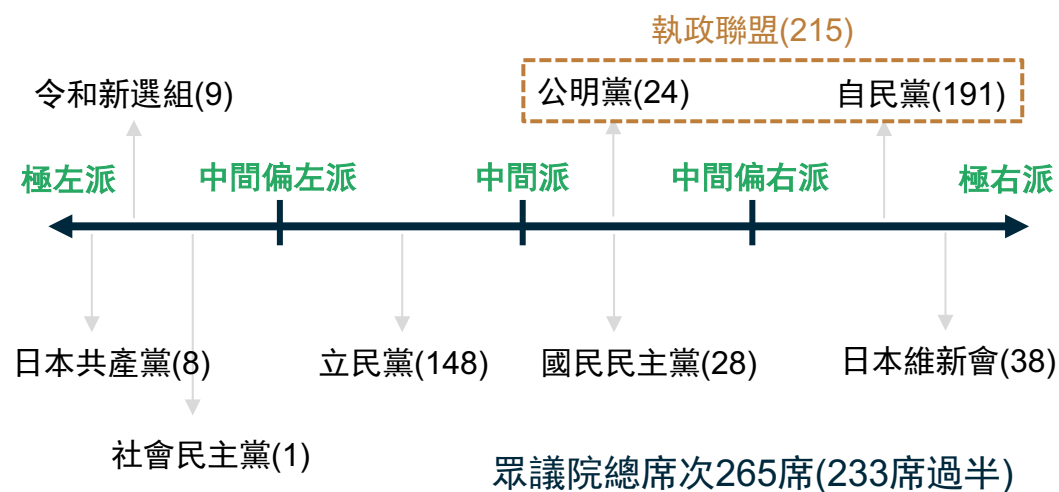 執政聯盟(215)
令和新選組(9)
公明黨(24)
自民黨(191)
極左派
中間偏左派
中間派
中間偏右派
極右派
日本共產黨(8)
立民黨(148)
國民民主黨(28)
日本維新會(38)
社會民主黨(1)
眾議院總席次265席(233席過半)